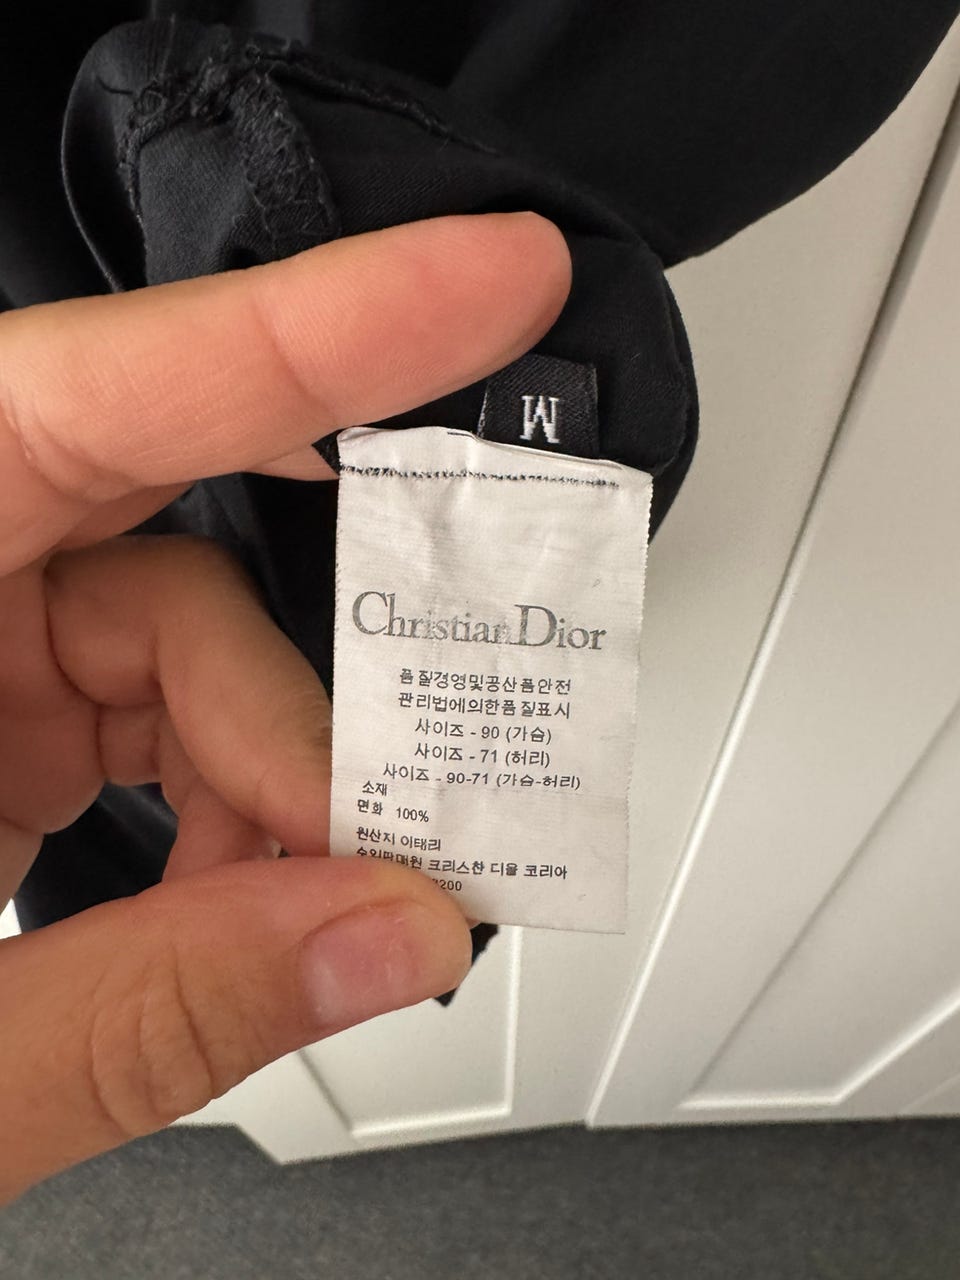 M
Christian Dior
품질경영및공산품안전
관리법에의한품질표시
사이즈 - 90 (가슴)
사이즈 - 71 (허리)
사이즈 - 90-71 (가슴-허리)
소재
면화 100%
원산지 이태리
수입판매원 크리스찬 디올 코리아
200